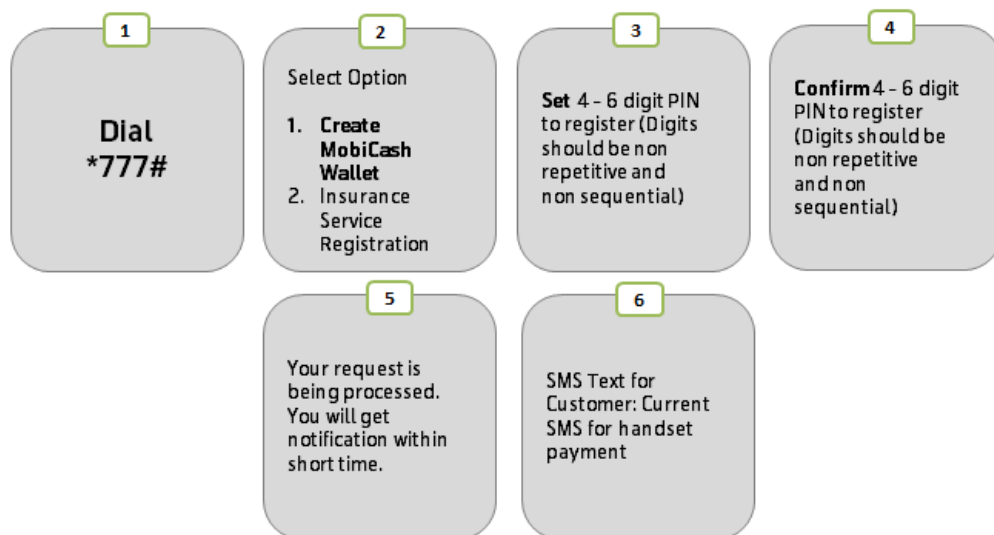 1
Dial
*777#
2
Select Option
1. Create
MobiCash
Wallet
2. Insurance
Service
Registration
3
Set 4 - 6 digit PIN
to register (Digits
should be non
repetitive and
non sequential)
4
Confirm 4 - 6 digit
PIN to register
(Digits should be
non repetitive
and non
sequential)
5
Your request is
being processed.
You will get
notification within
short time.
6
SMS Text for
Customer: Current
SMS for handset
payment